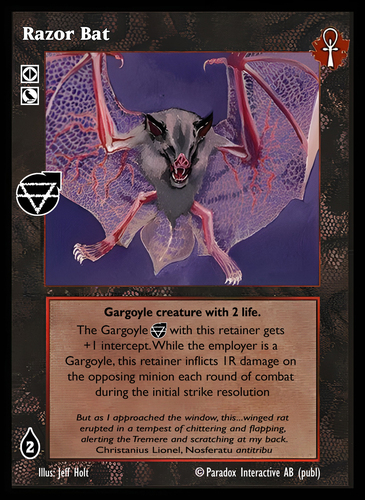 Razor Bat
Gargoyle creature with 2 life.
The Gargoyle with this retainer gets
+1 intercept. While the employer is a
Gargoyle, this retainer inflicts 1R damage on
the opposing minion each round of combat
during the initial strike resolution
But as I approached the window, this...winged rat
erupted in a tempest of chittering and flapping,
alerting the Tremere and scratching at my back.
Christanius Lionel, Nosferatu antitribu
2
Illus: Jeff Holt
© Paradox Interactive AB (publ)